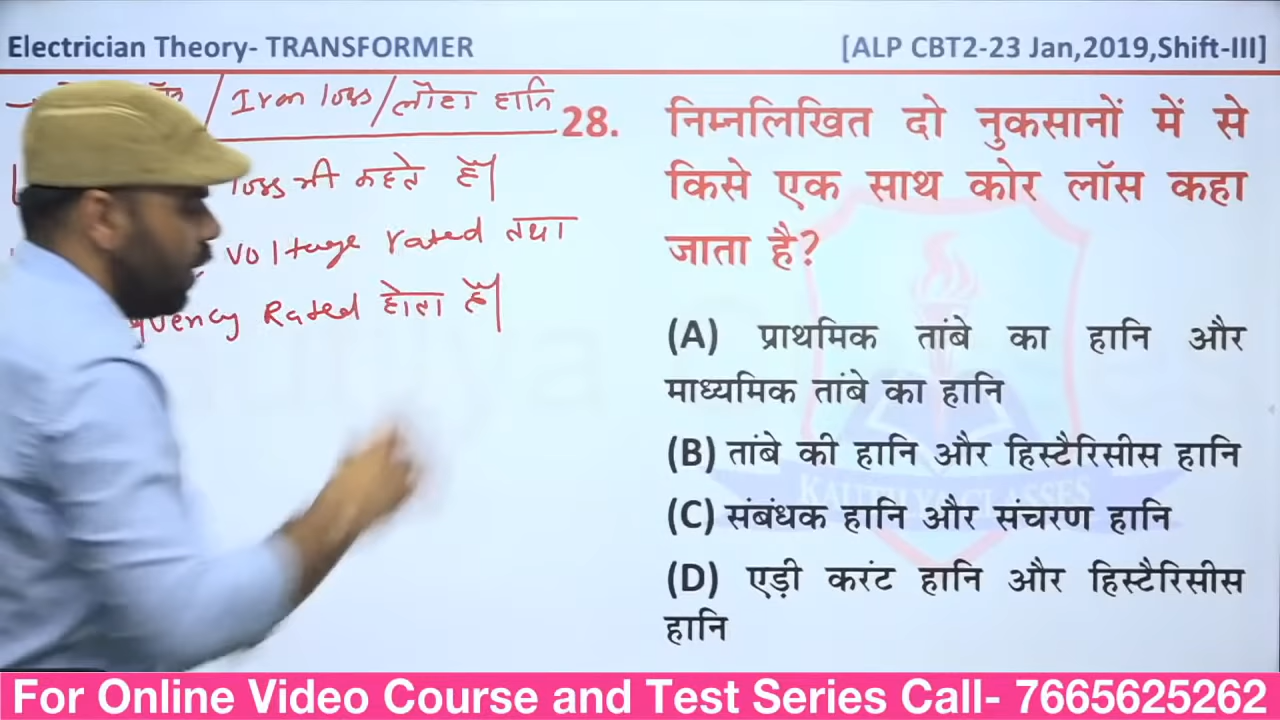 Electrician Theory- TRANSFORMER
[ALP CBT2-23 Jan,2019,Shift-III]
/ Iron loss / लौहा हानि
loss भी कहते हैं|
voltage rated तथा
quency Rated होता हैं|
28. निम्नलिखित दो नुकसानों में से
किसे एक साथ कोर लॉस कहा
जाता है?
(A) प्राथमिक तांबे का हानि और
माध्यमिक तांबे का हानि
(B) तांबे की हानि और हिस्टैरिसीस हानि
(C) संबंधक हानि और संचरण हानि
(D) एड़ी करंट हानि और हिस्टैरिसीस
हानि
KAUTILYA CLASSES
For Online Video Course and Test Series Call- 7665625262